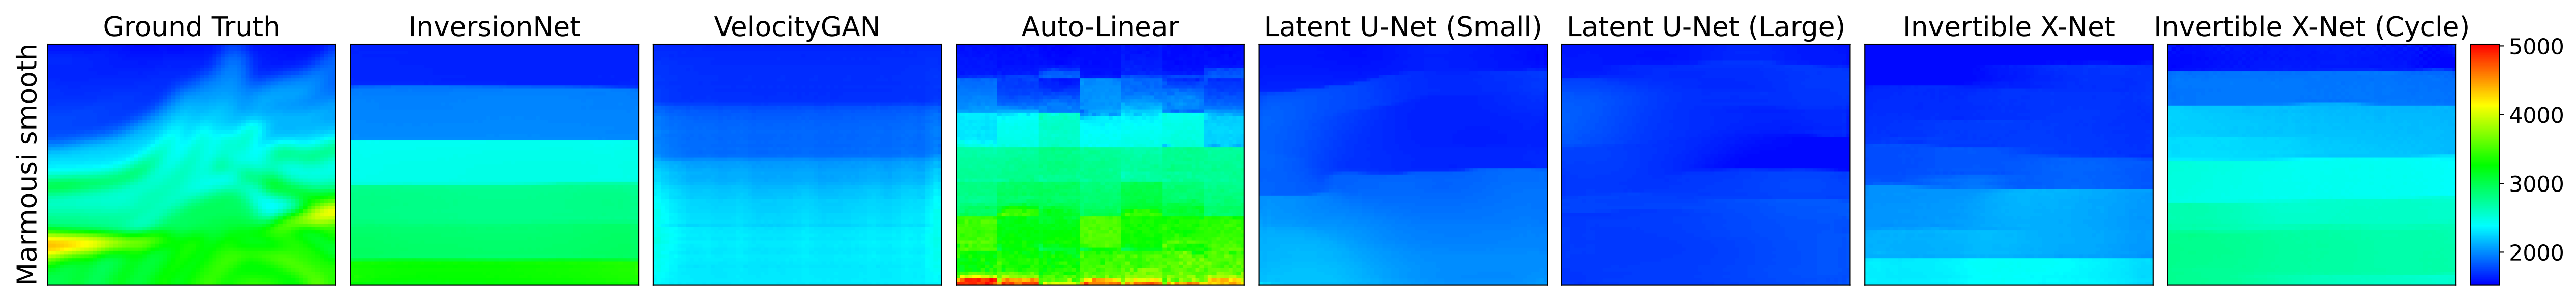 Ground Truth
InversionNet
VelocityGAN
Auto-Linear
Latent U-Net (Small)
Latent U-Net (Large)
Invertible X-Net
Invertible X-Net (Cycle)
Marmousi smooth
5000
4000
3000
2000